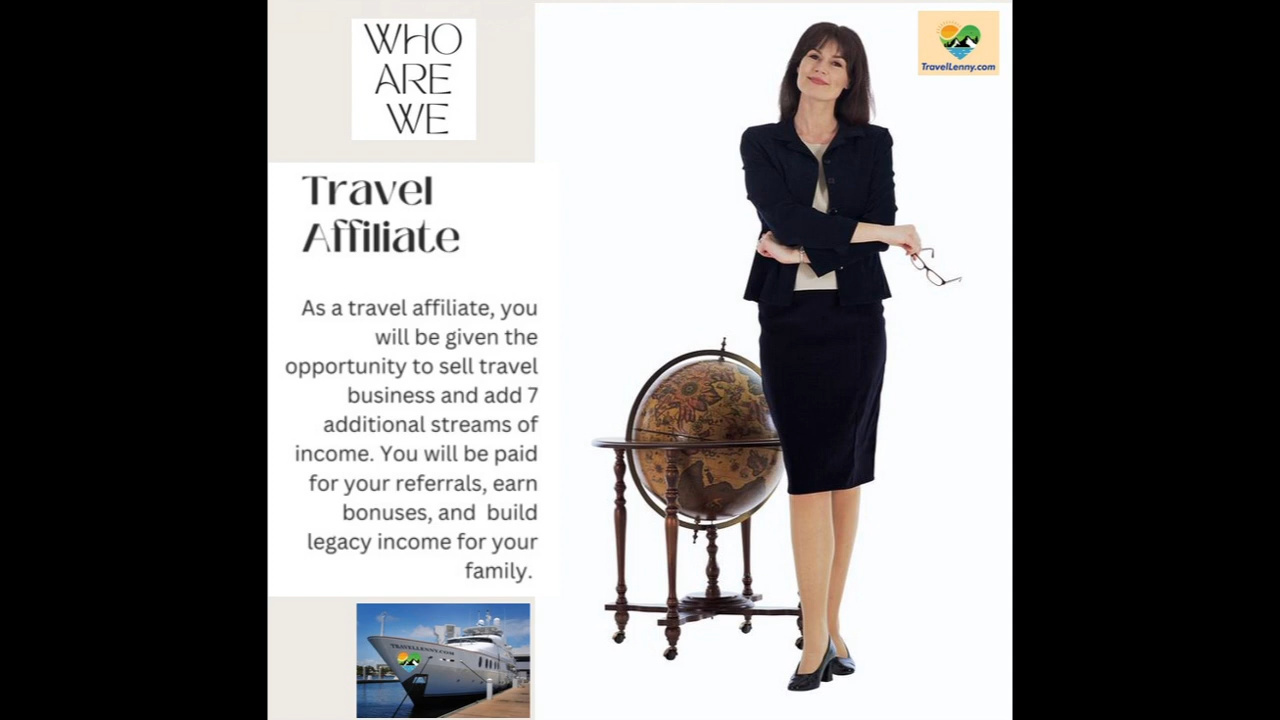 WHO
ARE
WE
TravelLenny.com
Travel
Affiliate
As a travel affiliate, you
will be given the
opportunity to sell travel
business and add 7
additional streams of
income. You will be paid
for your referrals, earn
bonuses, and build
legacy income for your
family.
TRAVELLENNY.COM